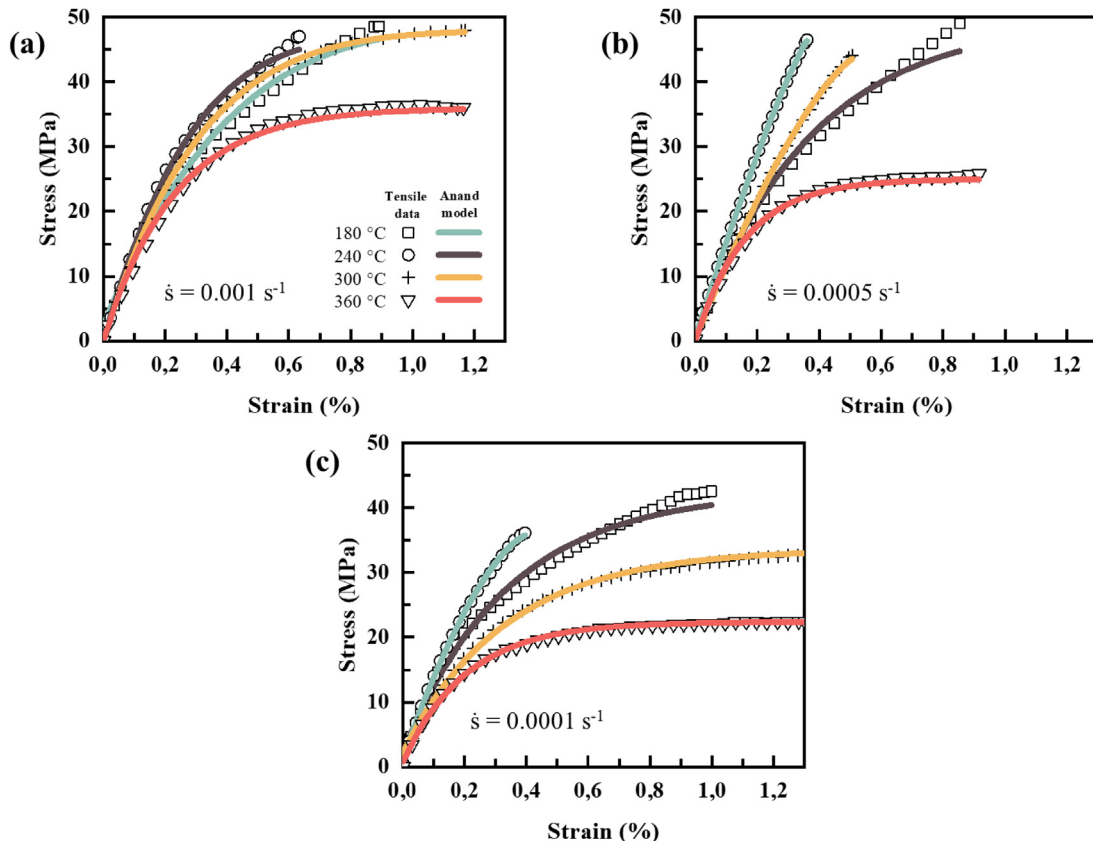 (a)
50
40
30
20
10
0
Stress (MPa)
0,0 0,2 0,4 0,6 0,8 1,0 1,2
Strain (%)
Tensile data Anand model
180 °C
240 °C
300 °C
360 °C
ṡ = 0.001 s⁻¹
(b)
50
40
30
20
10
0
Stress (MPa)
0,0 0,2 0,4 0,6 0,8 1,0 1,2
Strain (%)
ṡ = 0.0005 s⁻¹
(c)
50
40
30
20
10
0
Stress (MPa)
0,0 0,2 0,4 0,6 0,8 1,0 1,2
Strain (%)
ṡ = 0.0001 s⁻¹